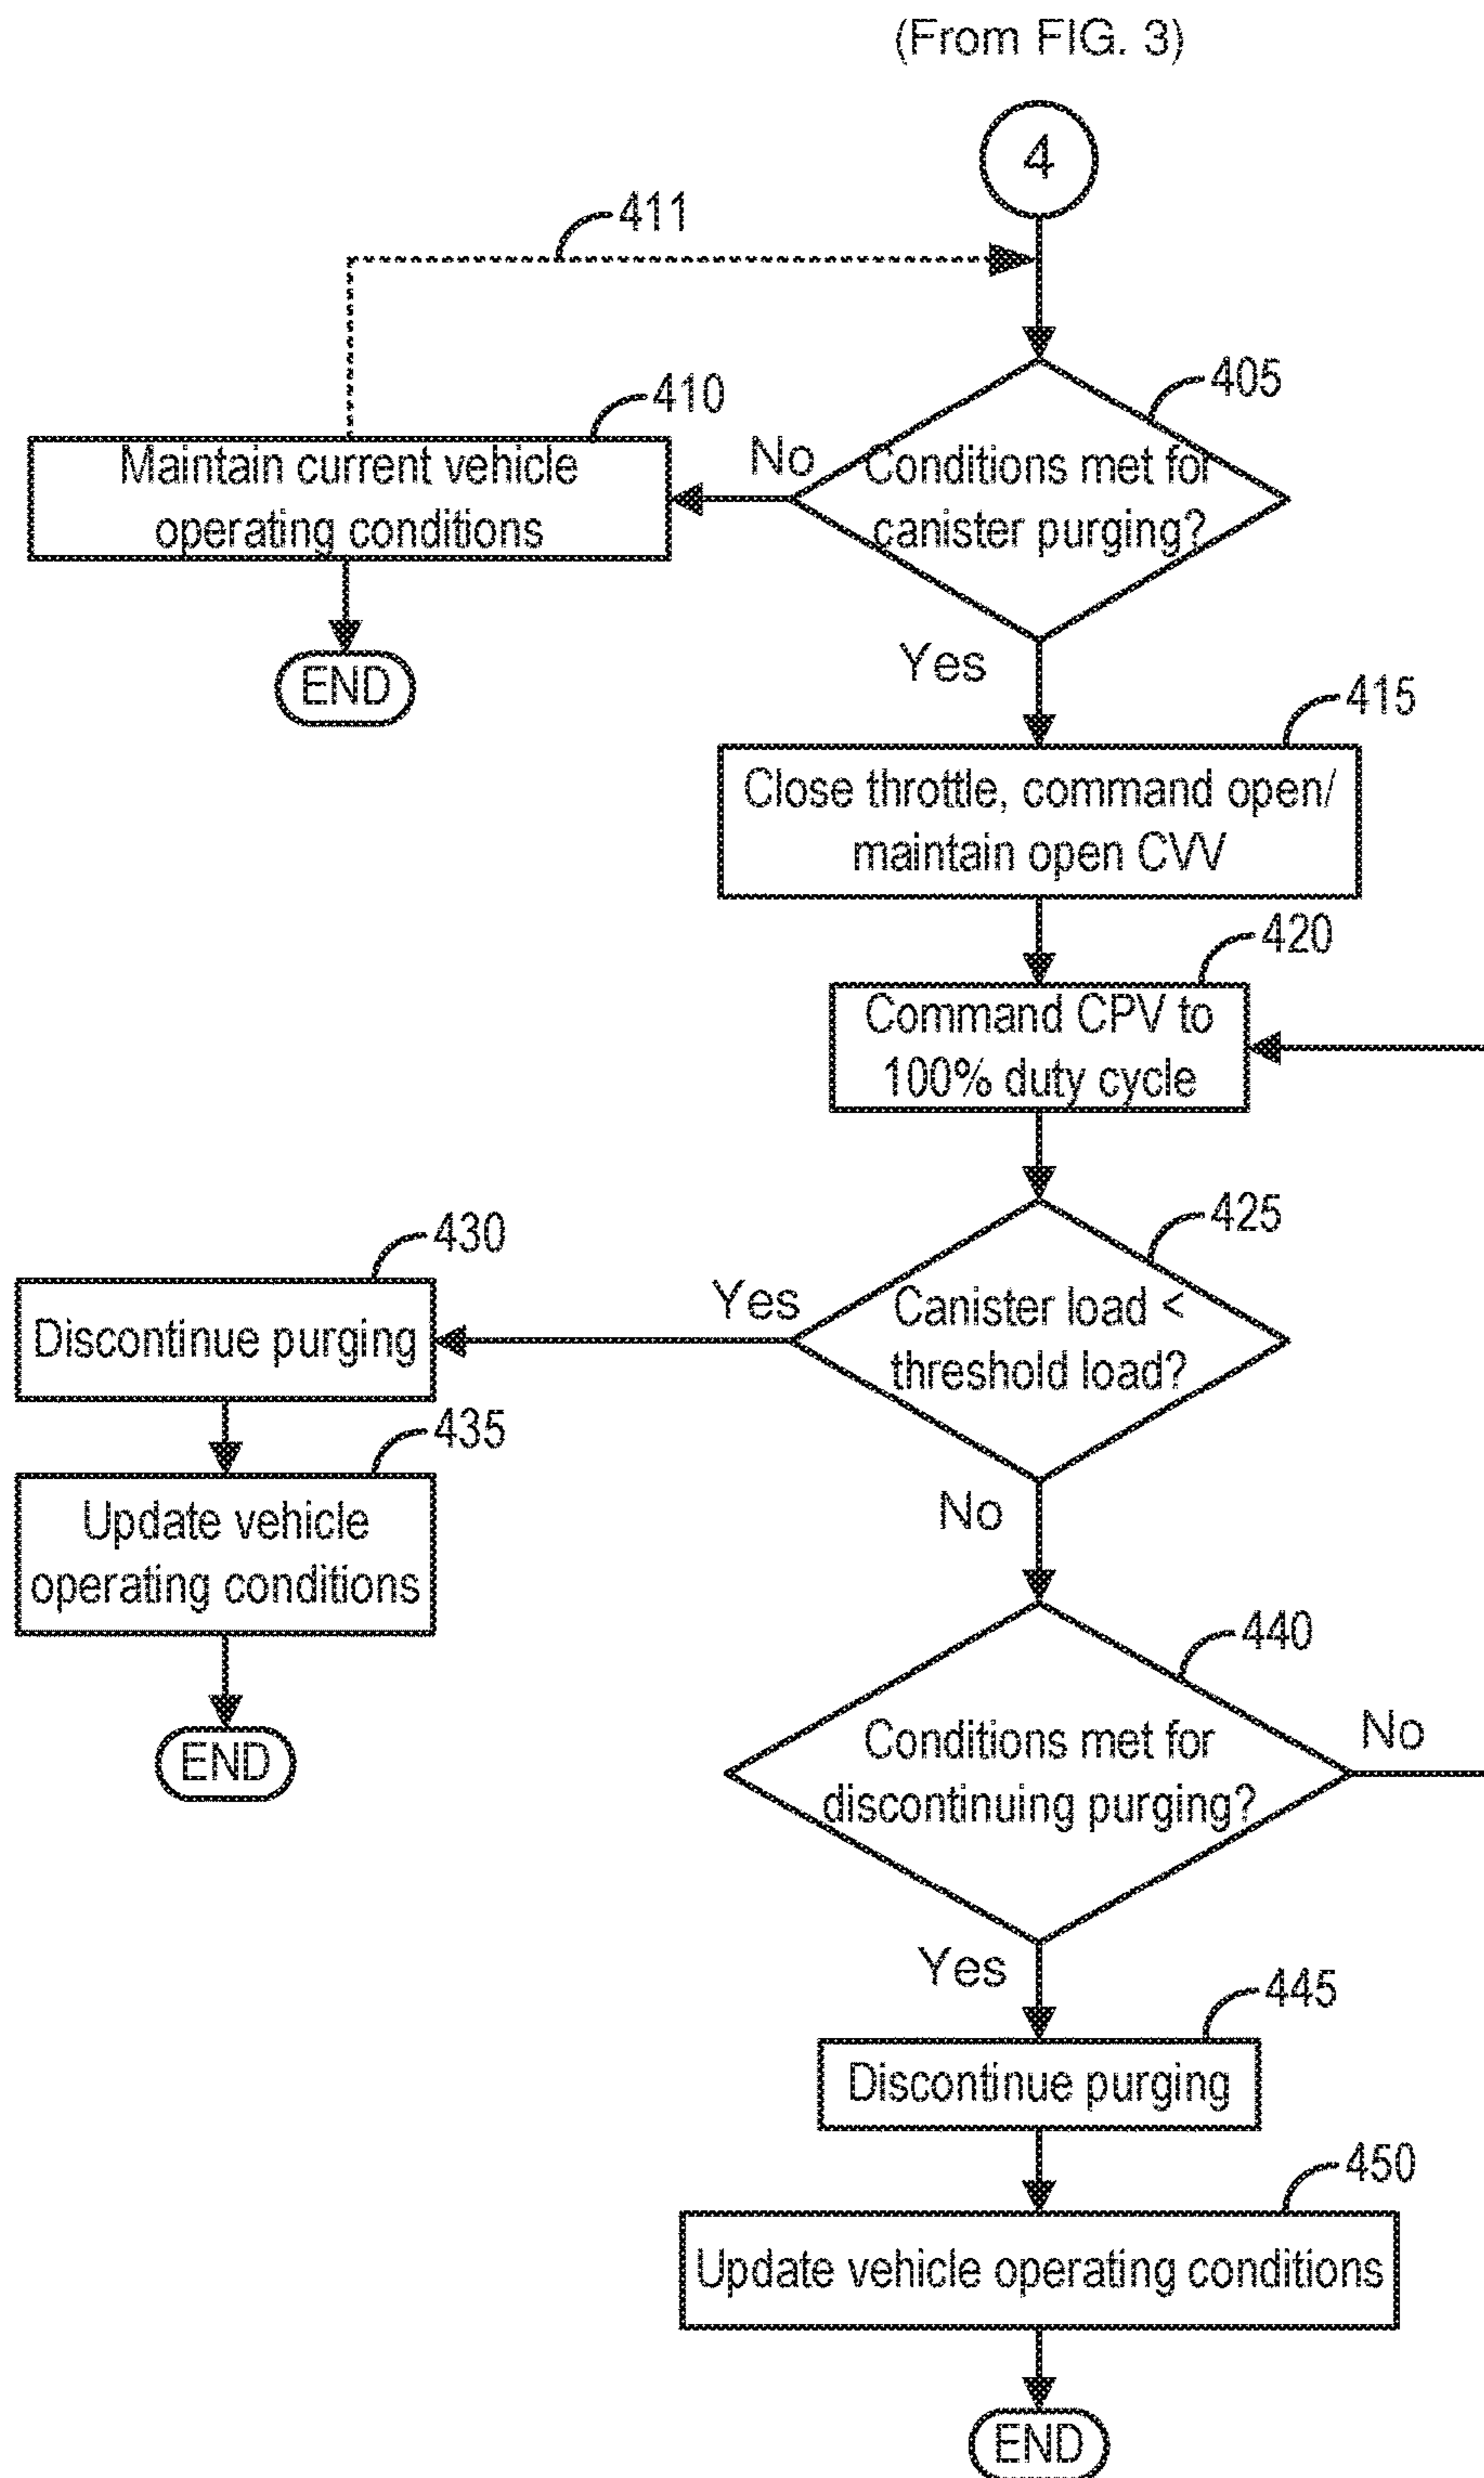 (From FIG. 3)
4
411
405
410
Maintain current vehicle
operating conditions
No
Conditions met for
canister purging?
END
Yes
415
Close throttle, command open/
maintain open CVV
420
Command CPV to
100% duty cycle
425
430
Yes
Canister load <
threshold load?
Discontinue purging
435
Update vehicle
operating conditions
No
END
440
Conditions met for
discontinuing purging?
No
Yes
445
Discontinue purging
450
Update vehicle operating conditions
END